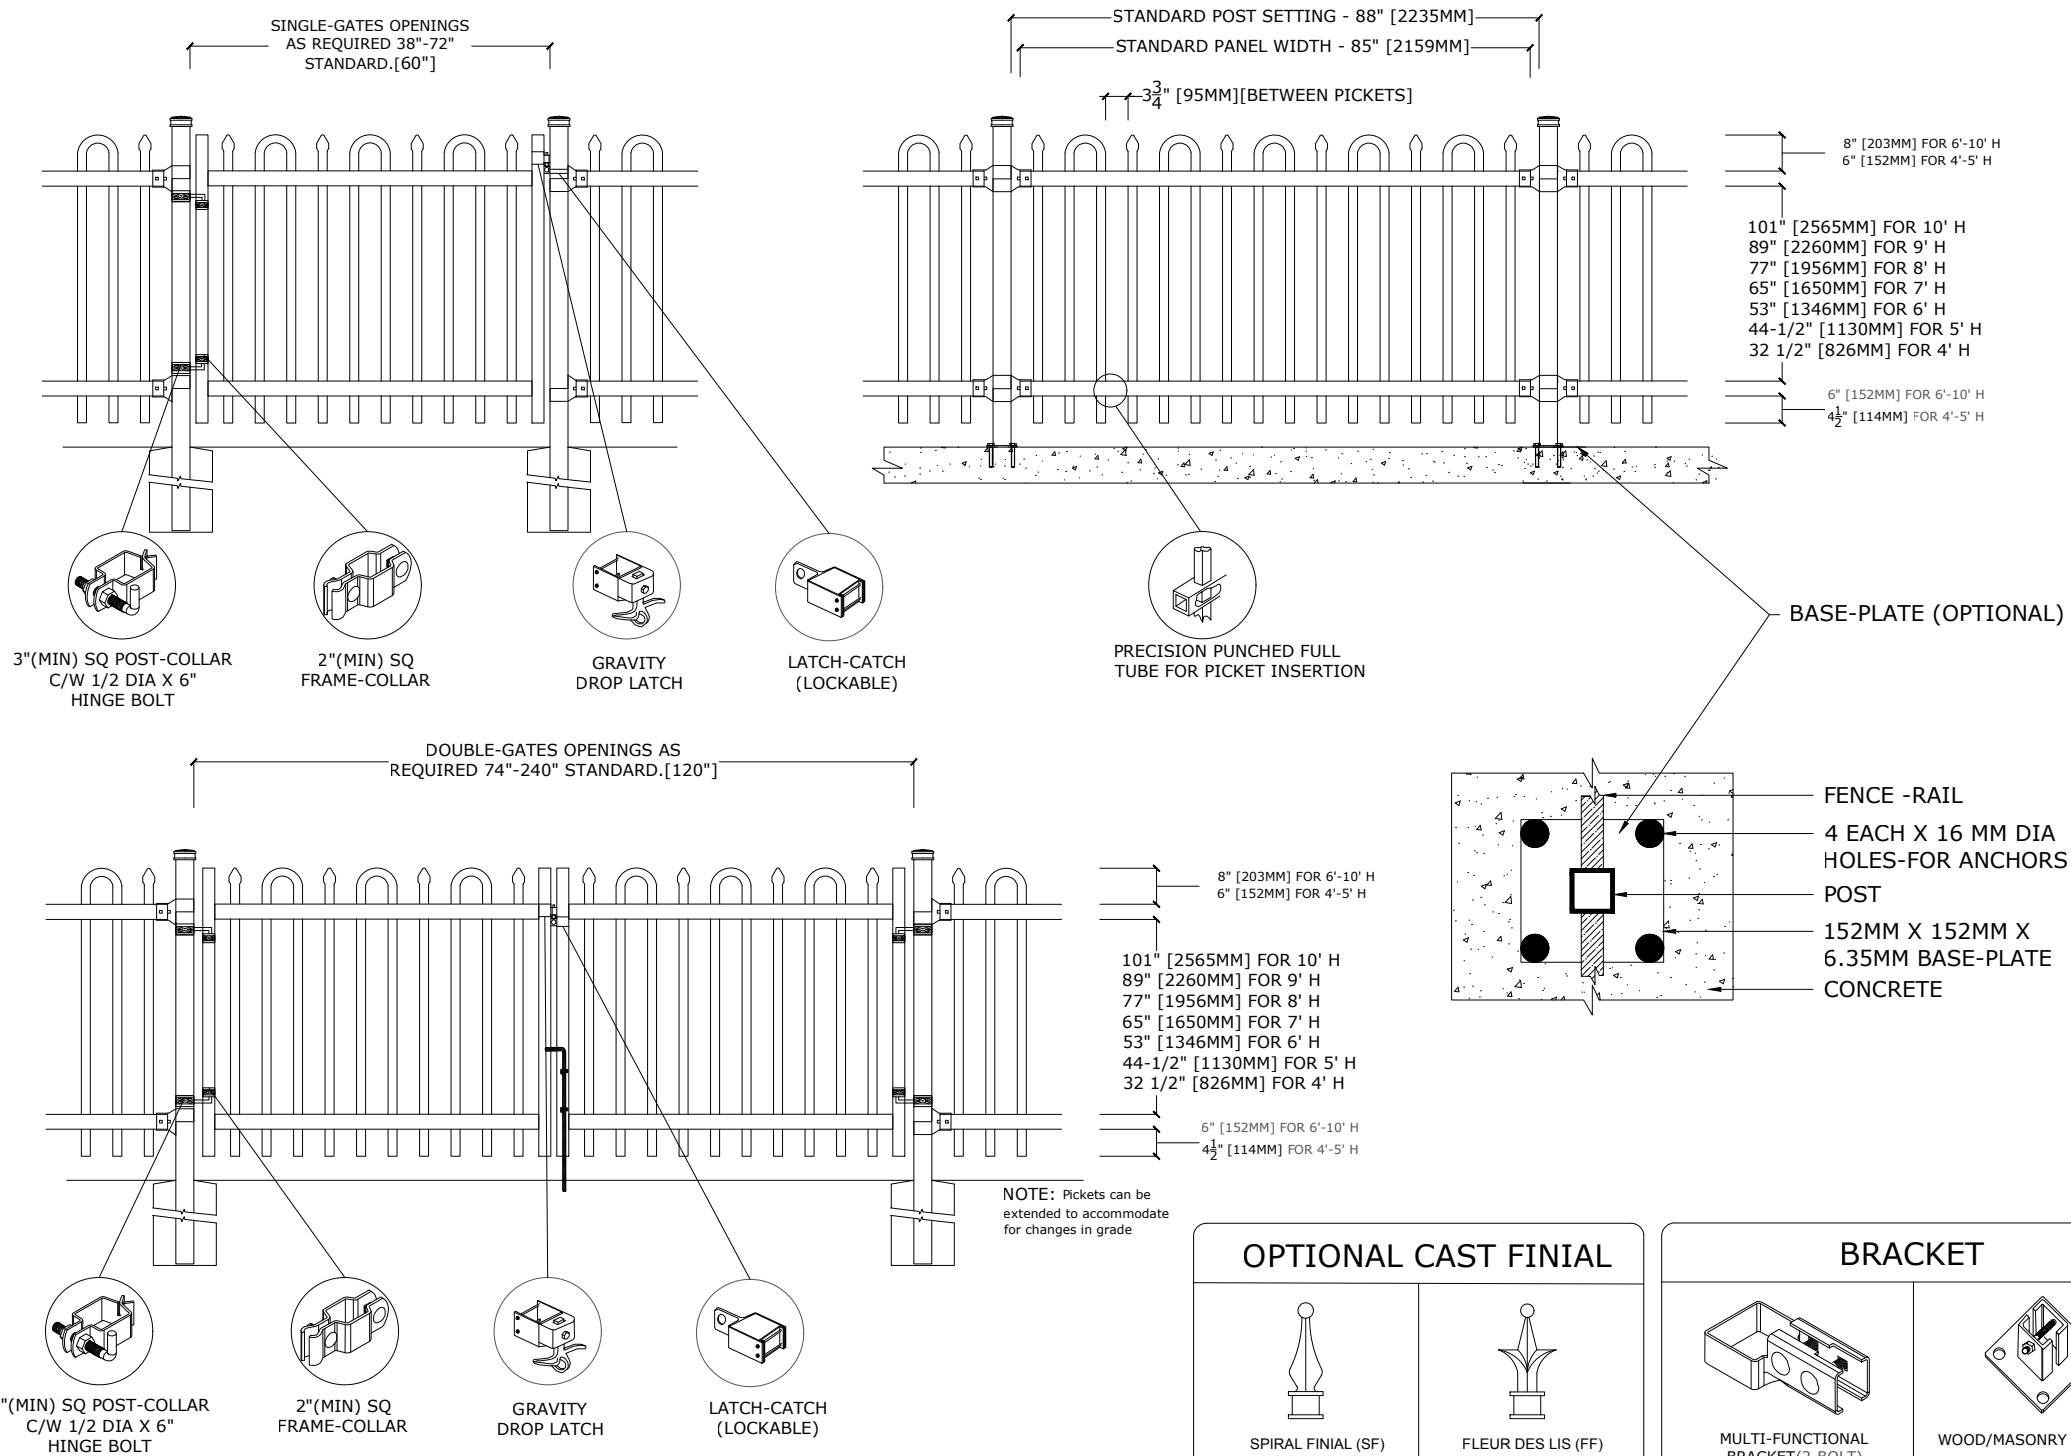 SINGLE-GATES OPENINGS
AS REQUIRED 38"-72"
STANDARD.[60"]
STANDARD POST SETTING - 88" [2235MM]
STANDARD PANEL WIDTH - 85" [2159MM]
3 3/4" [95MM][BETWEEN PICKETS]
8" [203MM] FOR 6'-10' H
6" [152MM] FOR 4'-5' H
101" [2565MM] FOR 10' H
89" [2260MM] FOR 9' H
77" [1956MM] FOR 8' H
65" [1650MM] FOR 7' H
53" [1346MM] FOR 6' H
44-1/2" [1130MM] FOR 5' H
32 1/2" [826MM] FOR 4' H
6" [152MM] FOR 6'-10' H
4 1/2" [114MM] FOR 4'-5' H
3"(MIN) SQ POST-COLLAR
C/W 1/2 DIA X 6"
HINGE BOLT
2"(MIN) SQ
FRAME-COLLAR
GRAVITY
DROP LATCH
LATCH-CATCH
(LOCKABLE)
PRECISION PUNCHED FULL
TUBE FOR PICKET INSERTION
BASE-PLATE (OPTIONAL)
FENCE -RAIL
4 EACH X 16 MM DIA
HOLES-FOR ANCHORS
POST
152MM X 152MM X
6.35MM BASE-PLATE
CONCRETE
DOUBLE-GATES OPENINGS AS
REQUIRED 74"-240" STANDARD.[120"]
8" [203MM] FOR 6'-10' H
6" [152MM] FOR 4'-5' H
101" [2565MM] FOR 10' H
89" [2260MM] FOR 9' H
77" [1956MM] FOR 8' H
65" [1650MM] FOR 7' H
53" [1346MM] FOR 6' H
44-1/2" [1130MM] FOR 5' H
32 1/2" [826MM] FOR 4' H
6" [152MM] FOR 6'-10' H
4 1/2" [114MM] FOR 4'-5' H
NOTE: Pickets can be
extended to accommodate
for changes in grade
"(MIN) SQ POST-COLLAR
C/W 1/2 DIA X 6"
HINGE BOLT
2"(MIN) SQ
FRAME-COLLAR
GRAVITY
DROP LATCH
LATCH-CATCH
(LOCKABLE)
OPTIONAL CAST FINIAL
SPIRAL FINIAL (SF)
FLEUR DES LIS (FF)
BRACKET
MULTI-FUNCTIONAL
BRACKET(2-BOLT)
WOOD/MASONRY